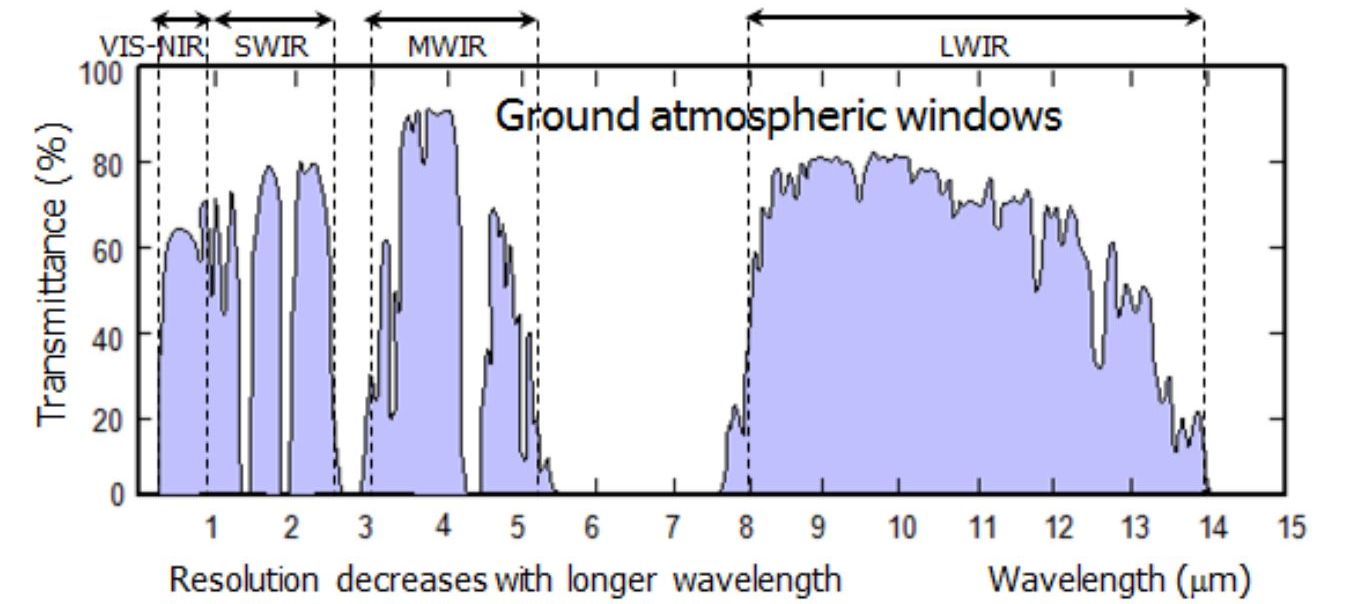 VIS-NIR SWIR MWIR LWIR
100
Ground atmospheric windows
80
60
40
20
0
Transmittance (%)
1 2 3 4 5 6 7 8 9 10 11 12 13 14 15
Resolution decreases with longer wavelength Wavelength (μm)